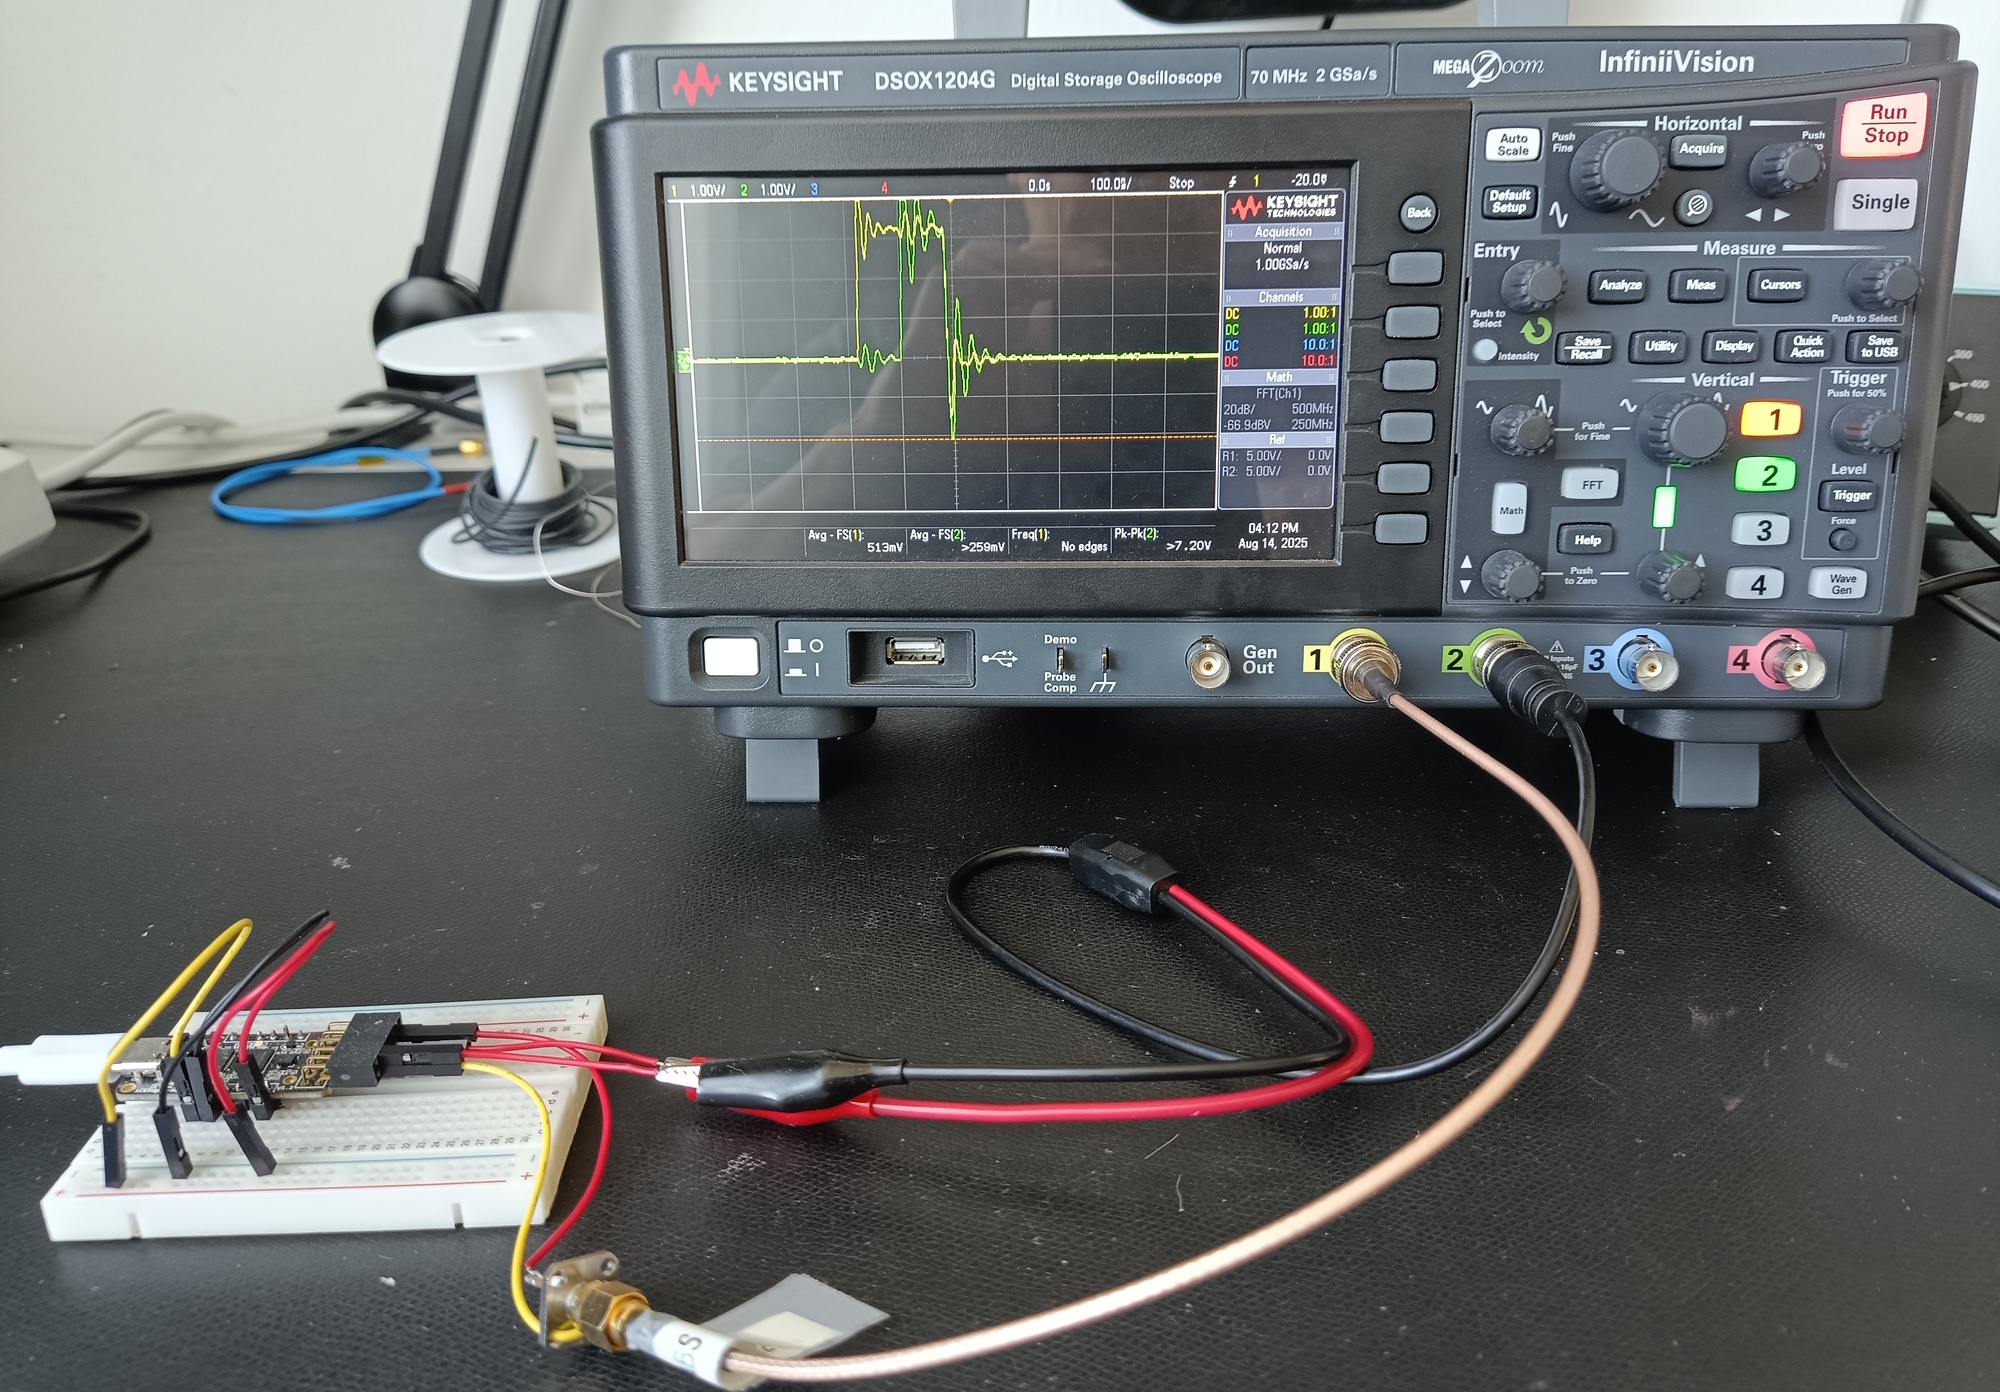 KEYSIGHT DSOX1204G Digital Storage Oscilloscope 70 MHz 2 GSa/s MEGA Zoom InfiniiVision
1 1.00V/ 2 1.00V/ 3 4 0.0s 100.0ns/ Stop 1 -20.0V
KEYSIGHT
TECHNOLOGIES
Acquisition
Normal
1.00GSa/s
Channels
DC 1.00:1
DC 1.00:1
DC 10.0:1
DC 10.0:1
Math
FFT(Ch1)
20dB/ 500MHz
-66.9dBV 250MHz
Ref
R1: 5.00V/ 0.0V
R2: 5.00V/ 0.0V
Avg - FS(1): 513mV
Avg - FS(2): >259mV
Freq(1): No edges
Pk-Pk(2): >7.20V
04:12 PM
Aug 14, 2025
Back
Auto
Scale
Default
Setup
Horizontal
Push
Fine
Acquire
Push
Run
Stop
Single
Entry
Push to
Select
Intensity
Measure
Analyze
Meas
Cursors
Push to Select
Save
Recall
Utility
Display
Quick
Action
Save
to USB
Vertical
Push
for Fine
1
2
3
4
FFT
Math
Help
Push
to Zero
Trigger
Push for 50%
Level
Trigger
Force
Wave
Gen
Demo
Probe
Comp
Gen
Out
1
2
3
4
350
400
450